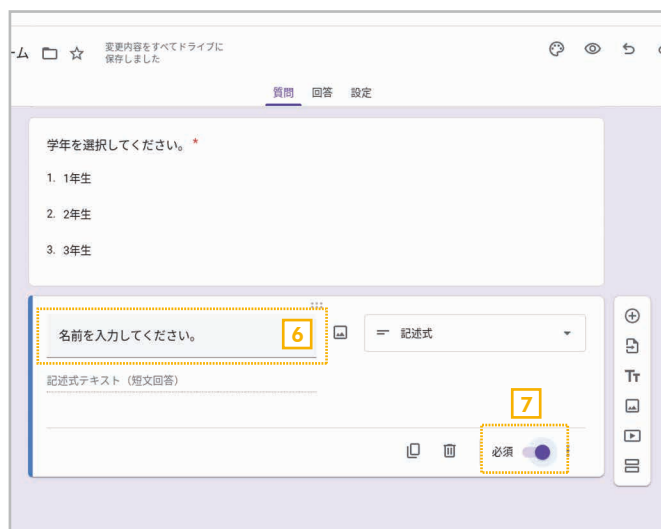 ーム
変更内容をすべてドライブに
保存しました
質問 回答 設定
学年を選択してください。 *
1. 1年生
2. 2年生
3. 3年生
名前を入力してください。 6
記述式
記述式テキスト（短文回答）
7
必須
Tт